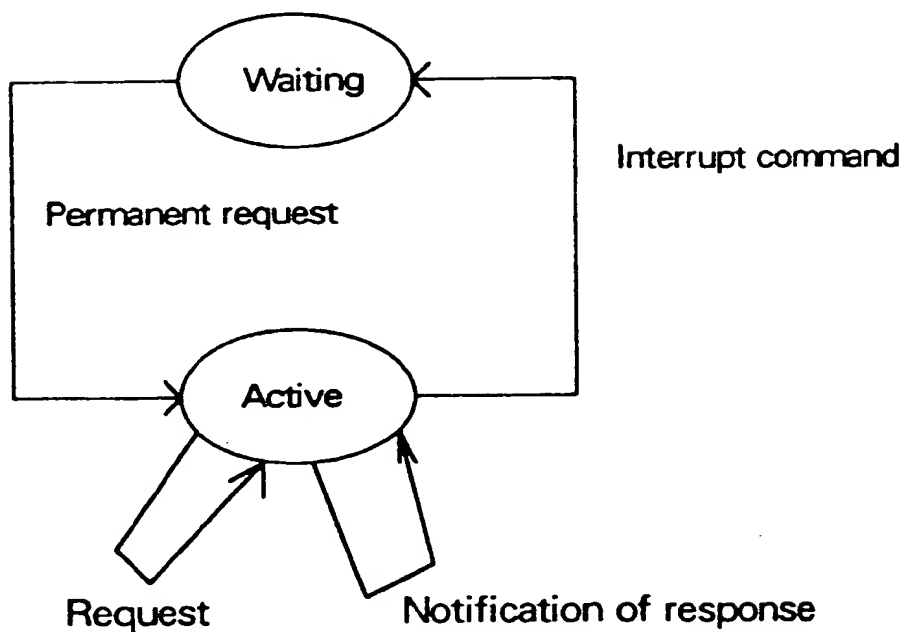 Waiting
Interrupt command
Permanent request
Active
Request
Notification of response